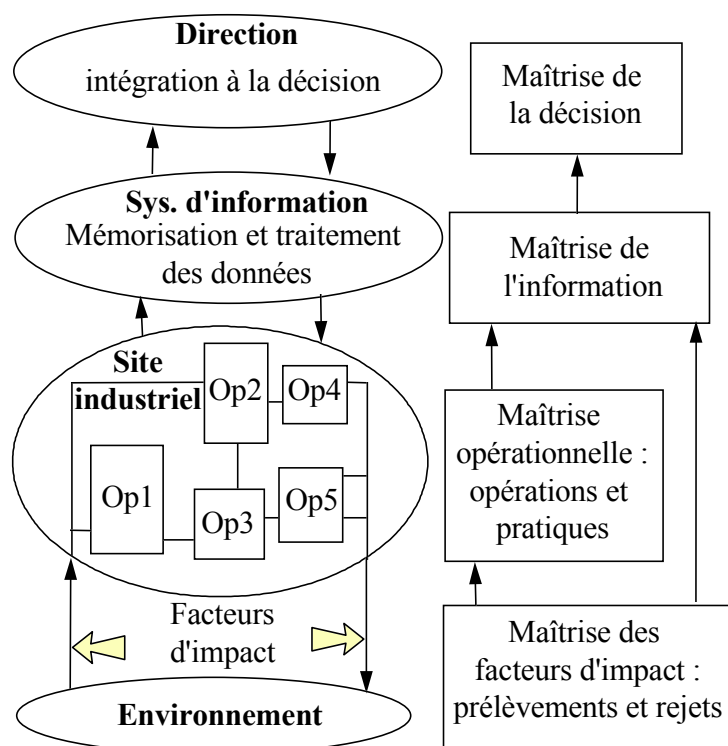 Direction
intégration à la décision
Sys. d'information
Mémorisation et traitement
des données
Site
industriel
Op2
Op4
Op1
Op3
Op5
Facteurs
d'impact
Environnement
Maîtrise de
la décision
Maîtrise de
l'information
Maîtrise
opérationnelle :
opérations et
pratiques
Maîtrise des
facteurs d'impact :
prélèvements et rejets